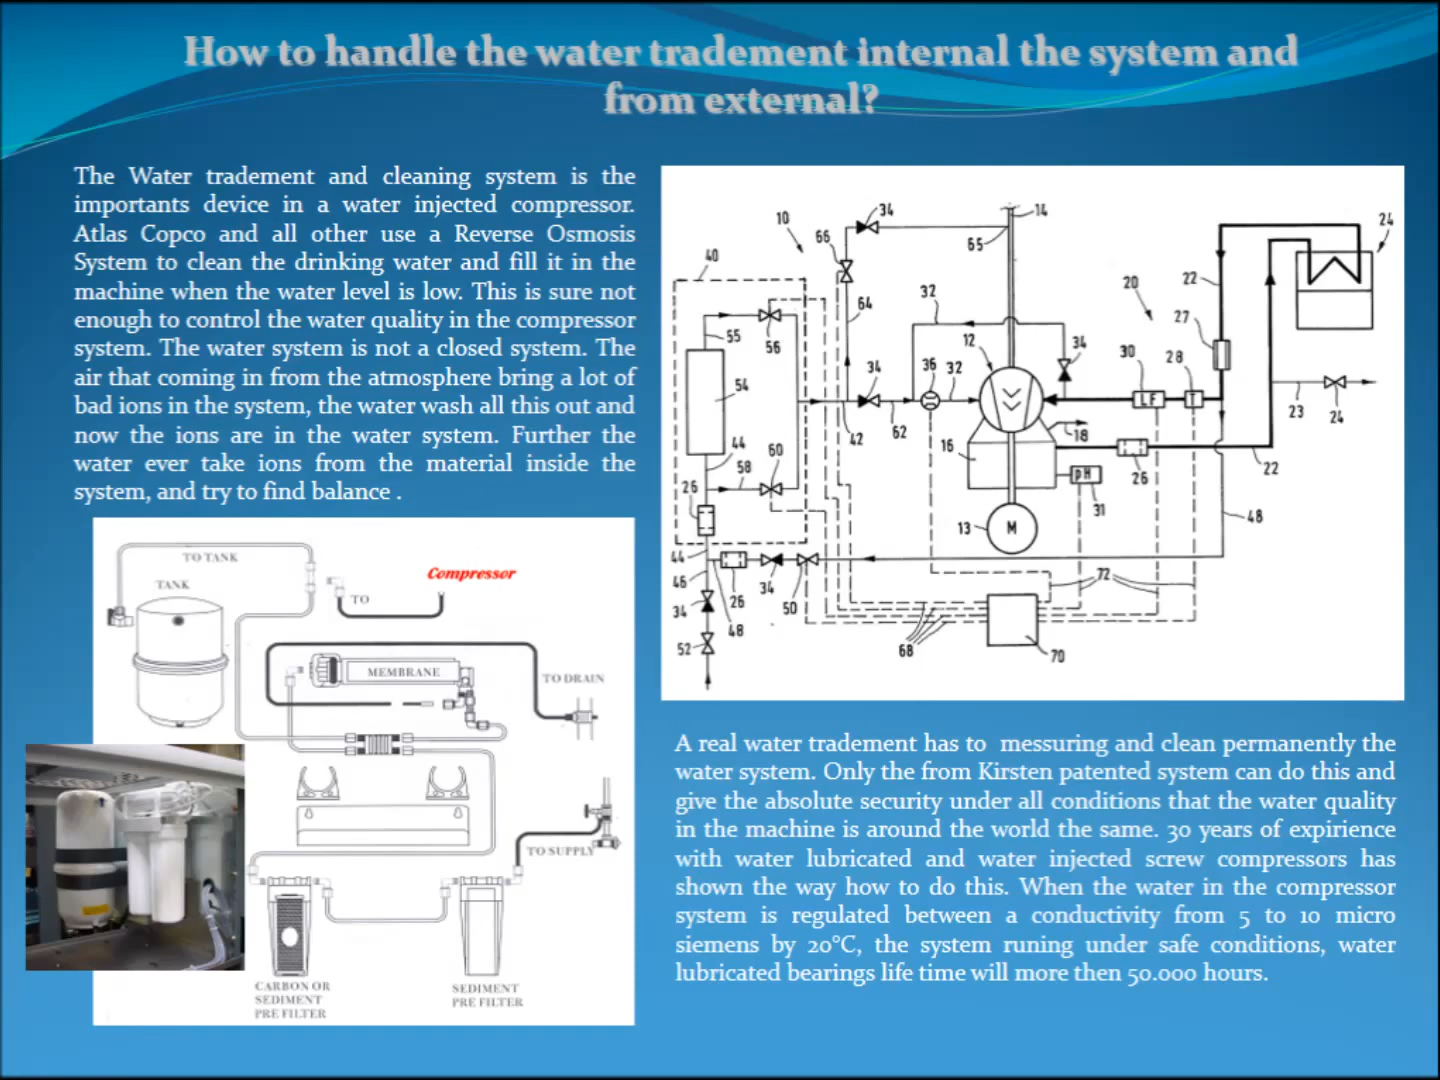 How to handle the water tradement internal the system and
from external?
The Water tradement and cleaning system is the
importants device in a water injected compressor.
Atlas Copco and all other use a Reverse Osmosis
System to clean the drinking water and fill it in the
machine when the water level is low. This is sure not
enough to control the water quality in the compressor
system. The water system is not a closed system. The
air that coming in from the atmosphere bring a lot of
bad ions in the system, the water wash all this out and
now the ions are in the water system. Further the
water ever take ions from the material inside the
system, and try to find balance .
TO TANK
TANK
Compressor
TO
MEMBRANE
TO DRAIN
TO SUPPLY
CARBON OR
SEDIMENT
PRE FILTER
SEDIMENT
PRE FILTER
10
34
14
24
66
65
40
22
20
32
64
27
55
12
56
34
30
28
34
36
32
54
LF
T
23
24
62
42
18
44
16
60
58
22
26
26
pH
31
48
13
M
44
72
46
34
26
50
34
48
52
68
70
A real water tradement has to messuring and clean permanently the
water system. Only the from Kirsten patented system can do this and
give the absolute security under all conditions that the water quality
in the machine is around the world the same. 30 years of expirience
with water lubricated and water injected screw compressors has
shown the way how to do this. When the water in the compressor
system is regulated between a conductivity from 5 to 10 micro
siemens by 20°C, the system runing under safe conditions, water
lubricated bearings life time will more then 50.000 hours.